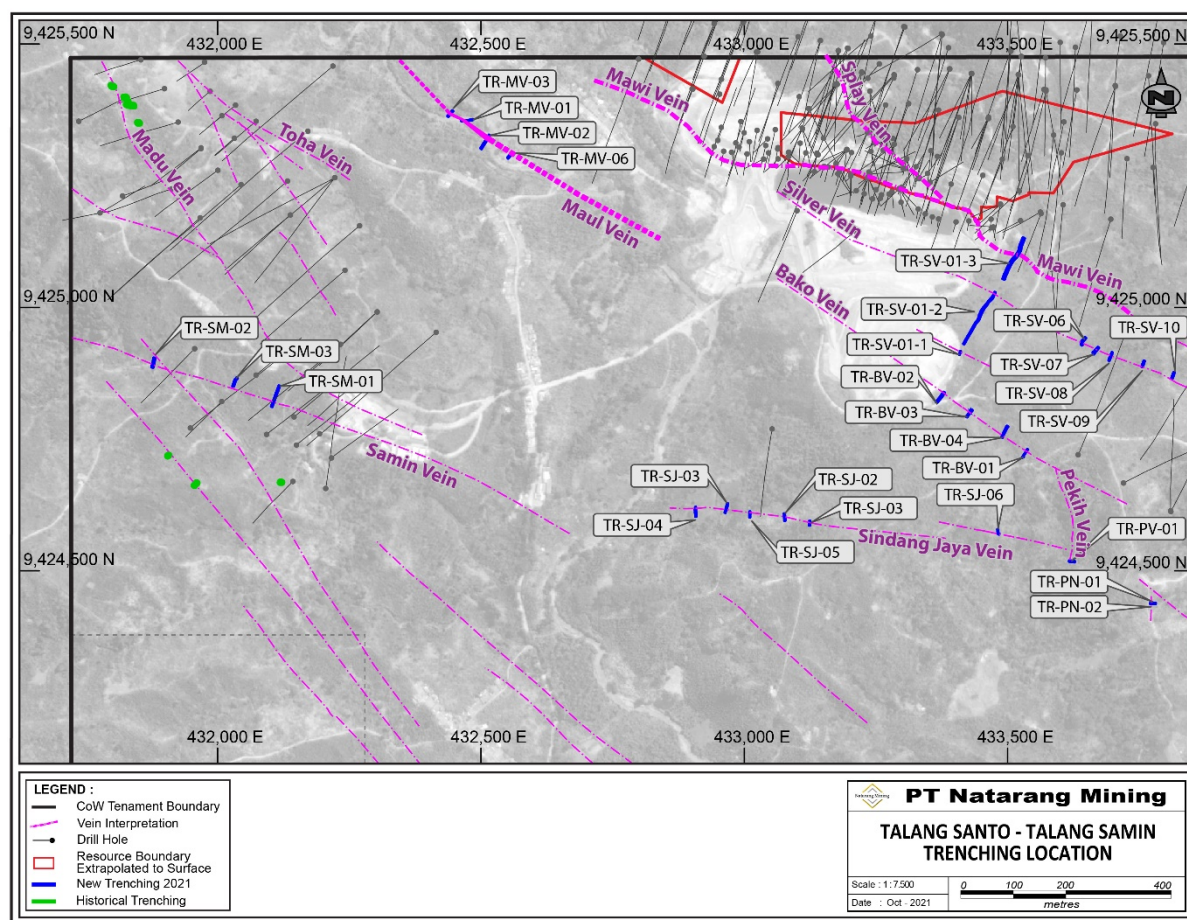 432,000 E
432,500 E
433,000 E
433,500 E
9,425,500 N
9,425,500 N
TR-MV-03
TR-MV-01
TR-MV-02
TR-MV-06
Mawi Vein
Splay Vein
N
Madu Vein
Toha Vein
Maul Vein
Silver Vein
Bako Vein
TR-SV-01-3
Mawi Vein
9,425,000 N
9,425,000 N
TR-SV-01-2
TR-SV-06
TR-SV-10
TR-SM-02
TR-SM-03
TR-SM-01
TR-SV-01-1
TR-SV-07
TR-BV-02
TR-SV-08
TR-BV-03
TR-SV-09
TR-BV-04
TR-BV-01
Samin Vein
TR-SJ-03
TR-SJ-02
TR-SJ-06
Pekih Vein
TR-SJ-04
TR-SJ-03
TR-PV-01
TR-SJ-05
Sindang Jaya Vein
9,424,500 N
9,424,500 N
TR-PN-01
TR-PN-02
432,000 E
432,500 E
433,000 E
433,500 E
LEGEND :
CoW Tenament Boundary
Vein Interpretation
Drill Hole
Resource Boundary
Extrapolated to Surface
New Trenching 2021
Historical Trenching
Natarang Mining
PT Natarang Mining
TALANG SANTO - TALANG SAMIN
TRENCHING LOCATION
Scale : 1 : 7.500
Date : Oct - 2021
0 100 200 400
metres